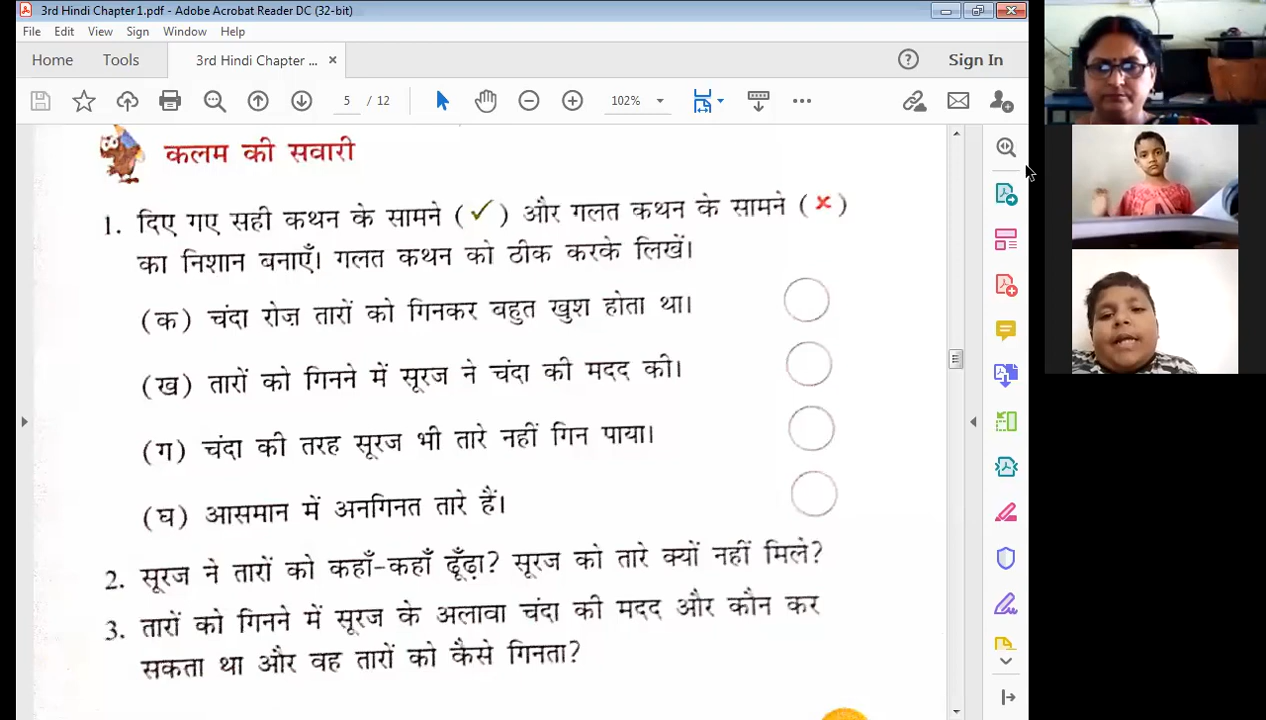 3rd Hindi Chapter 1.pdf - Adobe Acrobat Reader DC (32-bit)
File Edit View Sign Window Help
Home Tools 3rd Hindi Chapter ... × Sign In
5 / 12 102%
कलम की सवारी
1. दिए गए सही कथन के सामने (✓) और गलत कथन के सामने (×)
का निशान बनाएँ। गलत कथन को ठीक करके लिखें।
(क) चंदा रोज़ तारों को गिनकर बहुत खुश होता था।
(ख) तारों को गिनने में सूरज ने चंदा की मदद की।
(ग) चंदा की तरह सूरज भी तारे नहीं गिन पाया।
(घ) आसमान में अनगिनत तारे हैं।
2. सूरज ने तारों को कहाँ-कहाँ ढूँढ़ा? सूरज को तारे क्यों नहीं मिले?
3. तारों को गिनने में सूरज के अलावा चंदा की मदद और कौन कर
सकता था और वह तारों को कैसे गिनता?